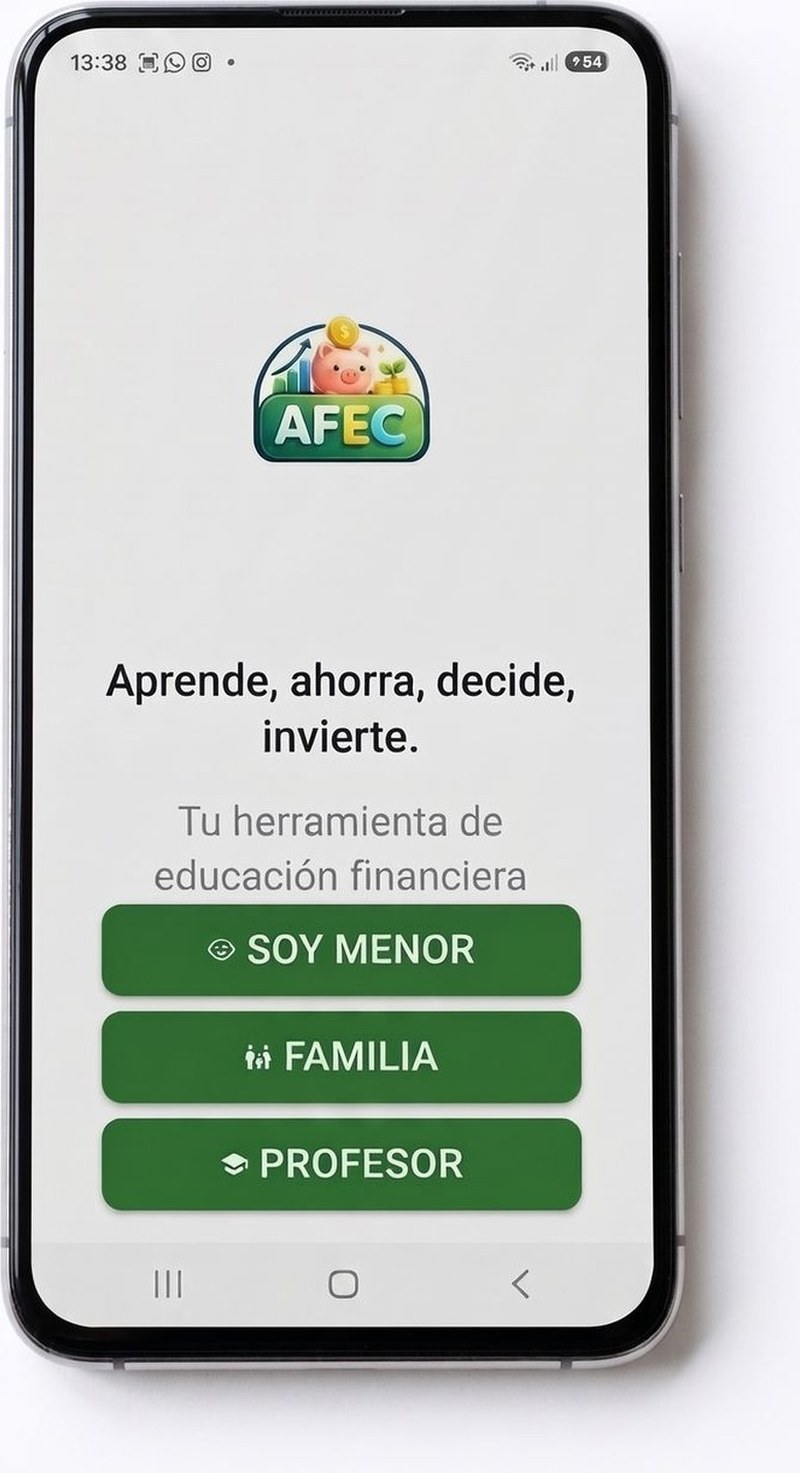 13:38
54
$
AFEC
Aprende, ahorra, decide,
invierte.
Tu herramienta de
educación financiera
SOY MENOR
FAMILIA
PROFESOR